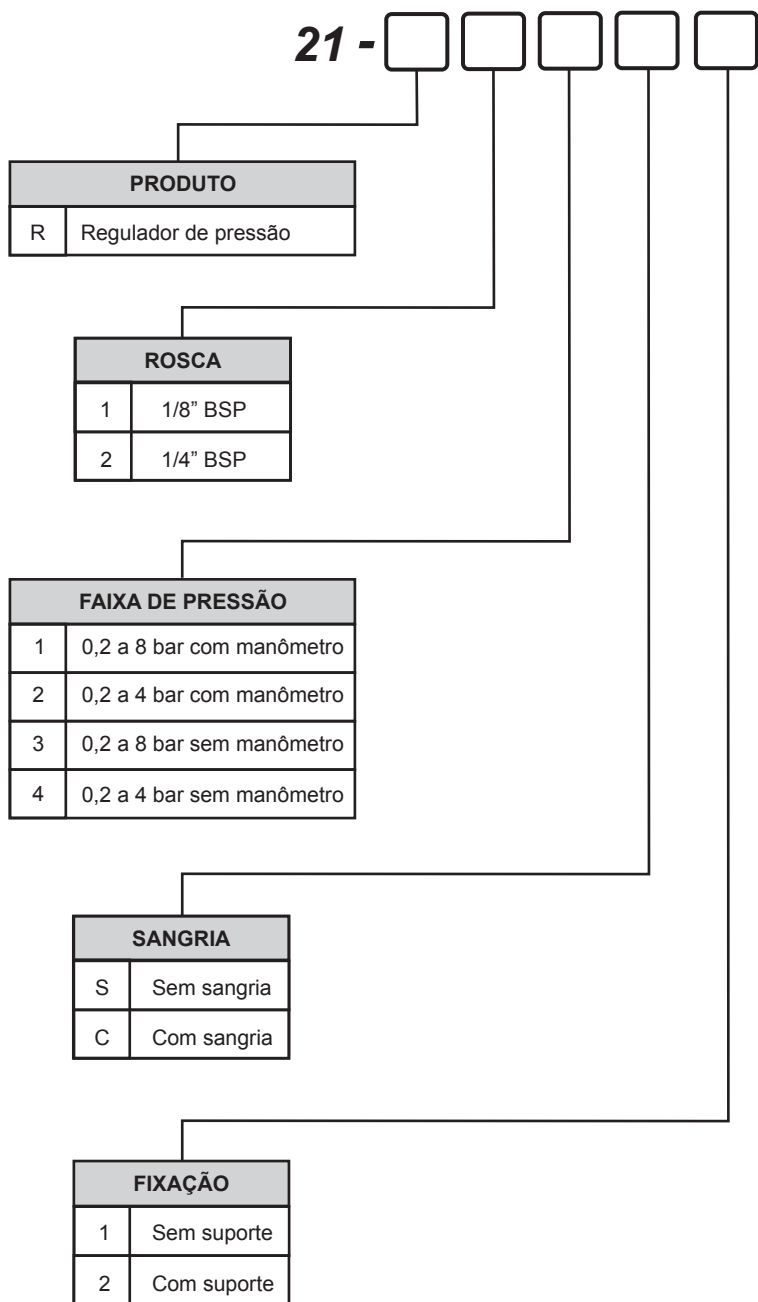 21 -
PRODUTO
R Regulador de pressão
ROSCA
1 1/8” BSP
2 1/4” BSP
FAIXA DE PRESSÃO
1 0,2 a 8 bar com manômetro
2 0,2 a 4 bar com manômetro
3 0,2 a 8 bar sem manômetro
4 0,2 a 4 bar sem manômetro
SANGRIA
S Sem sangria
C Com sangria
FIXAÇÃO
1 Sem suporte
2 Com suporte